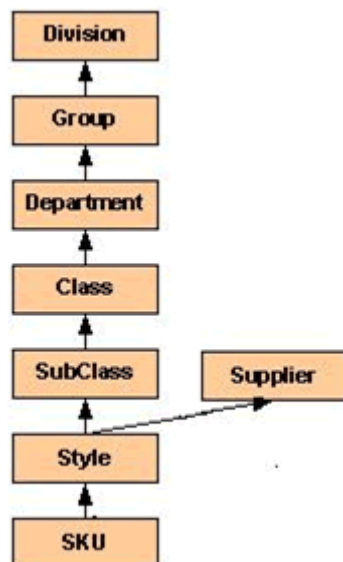 Division
Group
Department
Class
SubClass
Supplier
Style
SKU